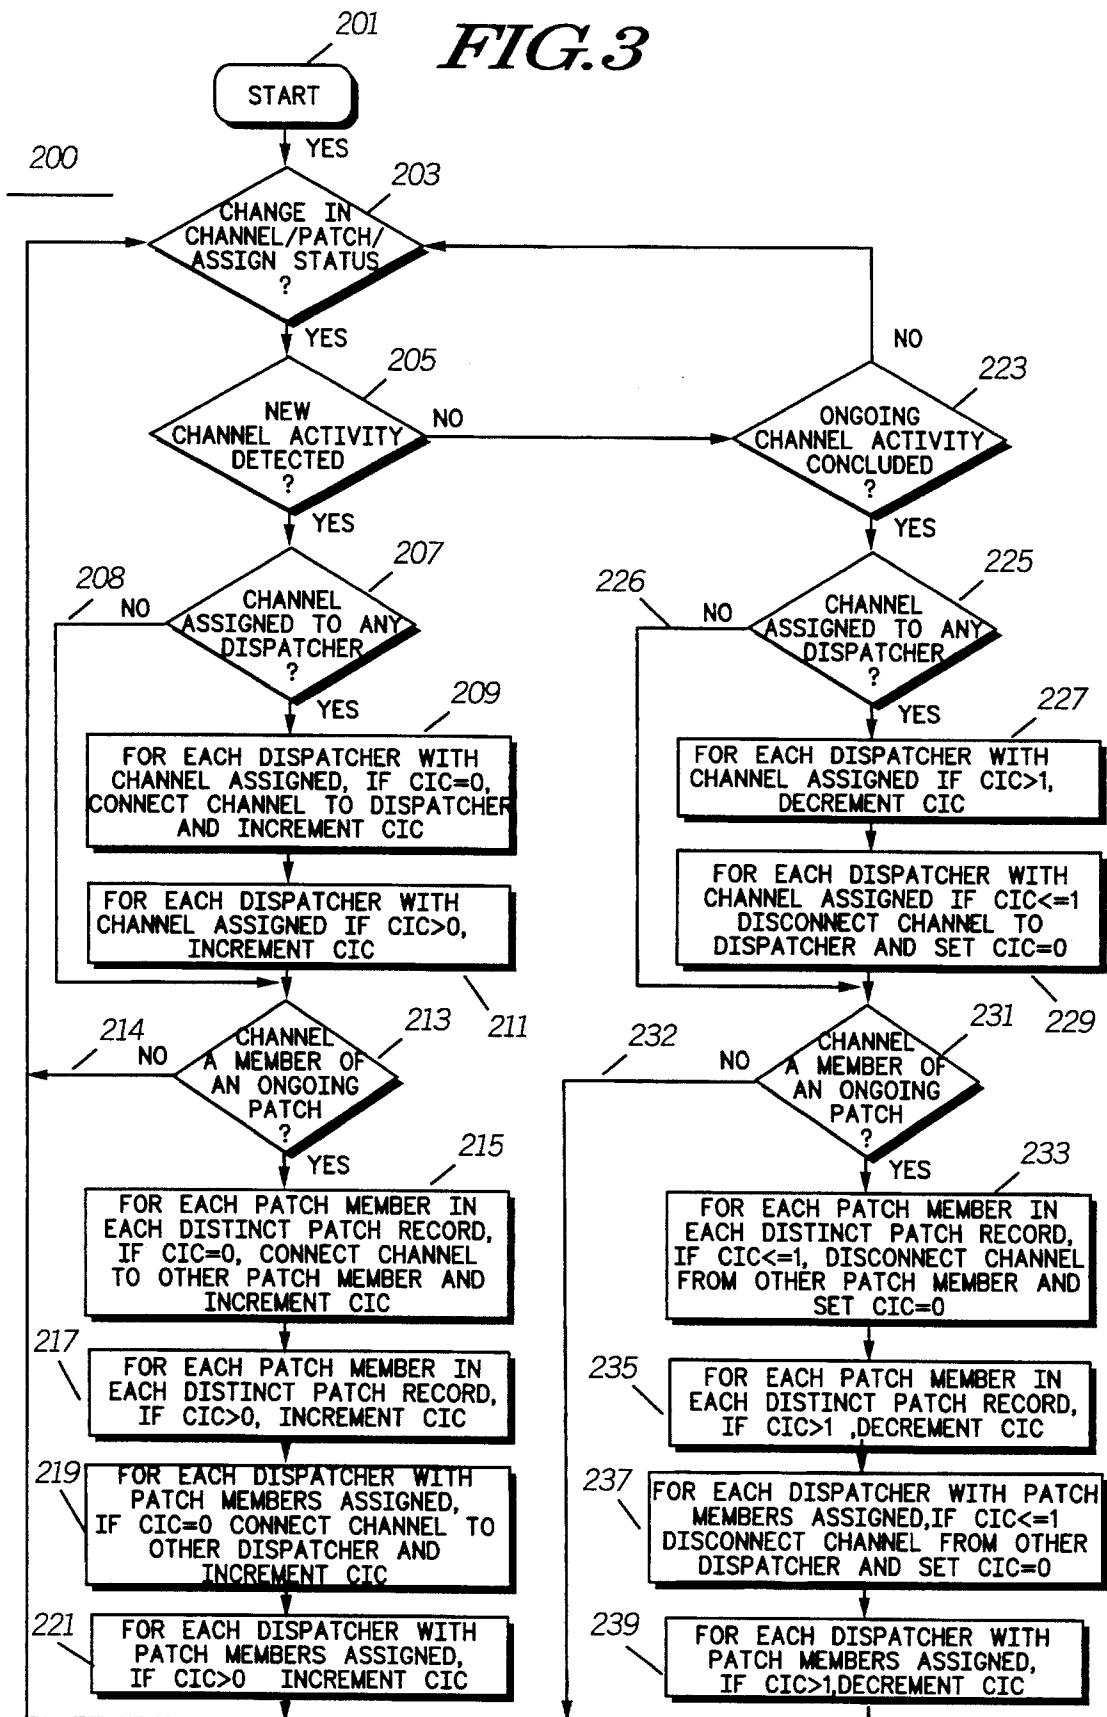 FIG.3
201
START
YES
200
203
CHANGE IN
CHANNEL/PATCH/
ASSIGN STATUS
?
YES
NO
205
NEW
CHANNEL ACTIVITY
DETECTED
?
NO
223
ONGOING
CHANNEL ACTIVITY
CONCLUDED
?
YES
YES
207
208
NO
CHANNEL
ASSIGNED TO ANY
DISPATCHER
?
YES
225
226
NO
CHANNEL
ASSIGNED TO ANY
DISPATCHER
?
YES
209
FOR EACH DISPATCHER WITH
CHANNEL ASSIGNED, IF CIC=0,
CONNECT CHANNEL TO DISPATCHER
AND INCREMENT CIC
227
FOR EACH DISPATCHER WITH
CHANNEL ASSIGNED IF CIC>1,
DECREMENT CIC
FOR EACH DISPATCHER WITH
CHANNEL ASSIGNED IF CIC>0,
INCREMENT CIC
211
FOR EACH DISPATCHER WITH
CHANNEL ASSIGNED IF CIC<=1
DISCONNECT CHANNEL TO
DISPATCHER AND SET CIC=0
229
214
NO
213
CHANNEL
A MEMBER OF
AN ONGOING
PATCH
?
YES
232
NO
231
CHANNEL
A MEMBER OF
AN ONGOING
PATCH
?
YES
215
FOR EACH PATCH MEMBER IN
EACH DISTINCT PATCH RECORD,
IF CIC=0, CONNECT CHANNEL
TO OTHER PATCH MEMBER AND
INCREMENT CIC
233
FOR EACH PATCH MEMBER IN
EACH DISTINCT PATCH RECORD,
IF CIC<=1, DISCONNECT CHANNEL
FROM OTHER PATCH MEMBER AND
SET CIC=0
217
FOR EACH PATCH MEMBER IN
EACH DISTINCT PATCH RECORD,
IF CIC>0, INCREMENT CIC
235
FOR EACH PATCH MEMBER IN
EACH DISTINCT PATCH RECORD,
IF CIC>1 ,DECREMENT CIC
219
FOR EACH DISPATCHER WITH
PATCH MEMBERS ASSIGNED,
IF CIC=0 CONNECT CHANNEL TO
OTHER DISPATCHER AND
INCREMENT CIC
237
FOR EACH DISPATCHER WITH PATCH
MEMBERS ASSIGNED,IF CIC<=1
DISCONNECT CHANNEL FROM OTHER
DISPATCHER AND SET CIC=0
221
FOR EACH DISPATCHER WITH
PATCH MEMBERS ASSIGNED,
IF CIC>0 INCREMENT CIC
239
FOR EACH DISPATCHER WITH
PATCH MEMBERS ASSIGNED,
IF CIC>1,DECREMENT CIC